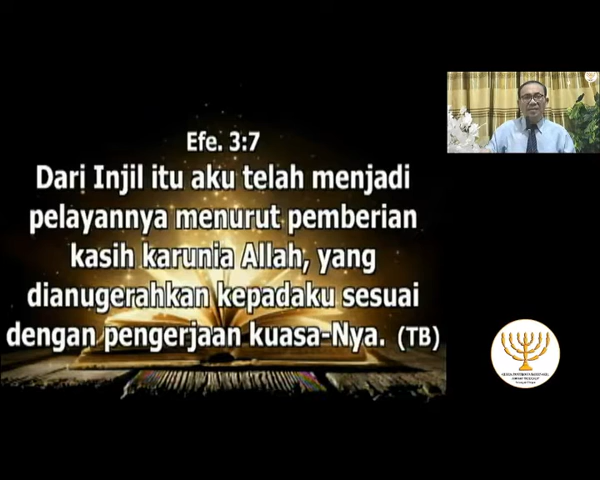 Efe. 3:7
Dari Injil itu aku telah menjadi
pelayannya menurut pemberian
kasih karunia Allah, yang
dianugerahkan kepadaku sesuai
dengan pengerjaan kuasa-Nya. (TB)